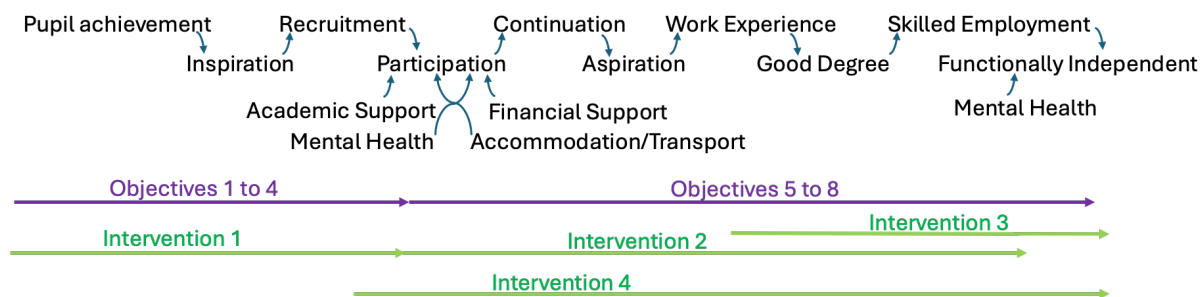 Pupil achievement Recruitment Continuation Work Experience Skilled Employment
Inspiration Participation Aspiration Good Degree Functionally Independent
Academic Support Financial Support Mental Health
Mental Health Accommodation/Transport
Objectives 1 to 4 Objectives 5 to 8
Intervention 3
Intervention 1 Intervention 2
Intervention 4